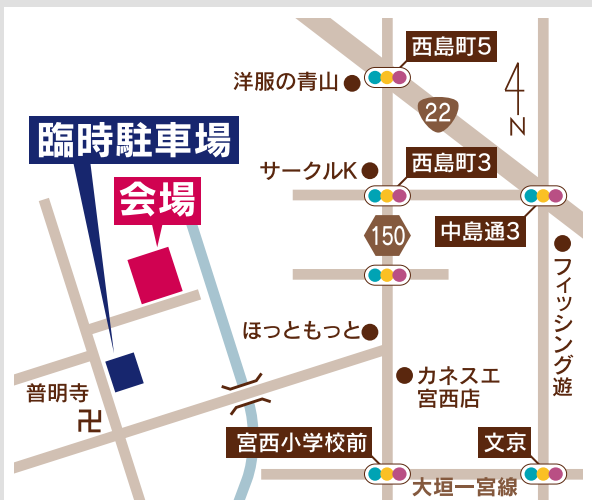 西島町5
洋服の青山
22
N
臨時駐車場
サークルK
西島町3
会場
中島通3
150
フィッシング遊
ほっともっと
カネスエ
宮西店
普明寺
卍
宮西小学校前
文京
大垣一宮線